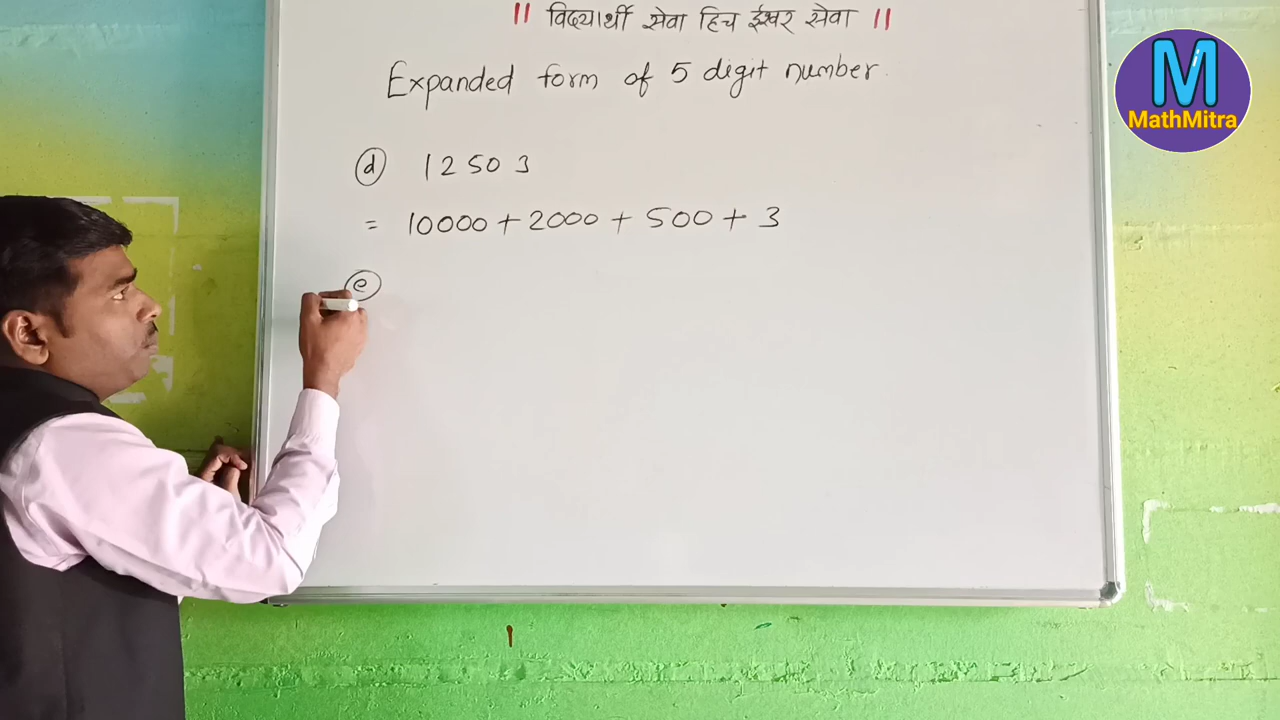 ॥ विद्यार्थी सेवा हिच ईश्वर सेवा ॥
Expanded form of 5 digit number.
M
MathMitra
(d) 12503
= 10000 + 2000 + 500 + 3
(e)